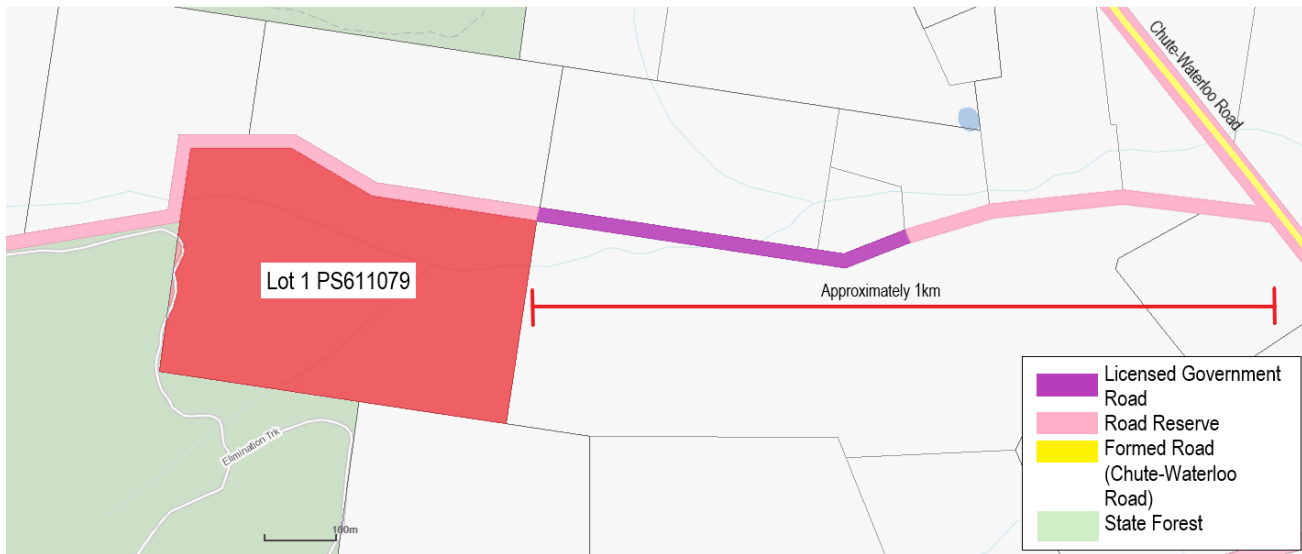 Chute-Waterloo Road
Lot 1 PS611079
Approximately 1km
Elimination Trk
100m
Licensed Government
Road
Road Reserve
Formed Road
(Chute-Waterloo
Road)
State Forest